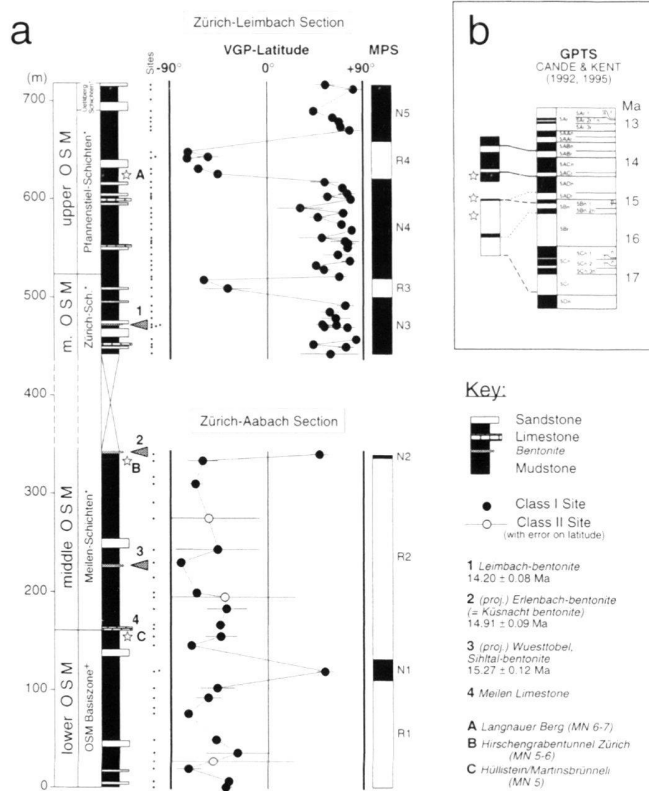 a
Zürich-Leimbach Section
Sites
-90°
VGP-Latitude
0°
+90°
MPS
(m)
700
600
500
400
300
200
100
0
upper OSM
m. OSM
middle OSM
lower OSM
Pfannenstiel-Schichten*
Zürich-Sch.*
Meilen-Schichten*
OSM Basiszone+
A
1
2
B
3
4
C
N5
R4
N4
R3
N3
Zürich-Aabach Section
N2
R2
N1
R1
b
GPTS
CANDE & KENT
(1992, 1995)
Ma
13
14
15
16
17
Key:
Sandstone
Limestone
Bentonite
Mudstone
Class I Site
Class II Site
(with error on latitude)
1 Leimbach-bentonite
14.20 ± 0.08 Ma
2 (proj.) Erlenbach-bentonite
(= Küsnacht bentonite)
14.91 ± 0.09 Ma
3 (proj.) Wuesttobel,
Sihltal-bentonite
15.27 ± 0.12 Ma
4 Meilen Limestone
A Langnauer Berg (MN 6-7)
B Hirschengrabentunnel Zürich
(MN 5-6)
C Hüllistein/Martinsbrünneli
(MN 5)